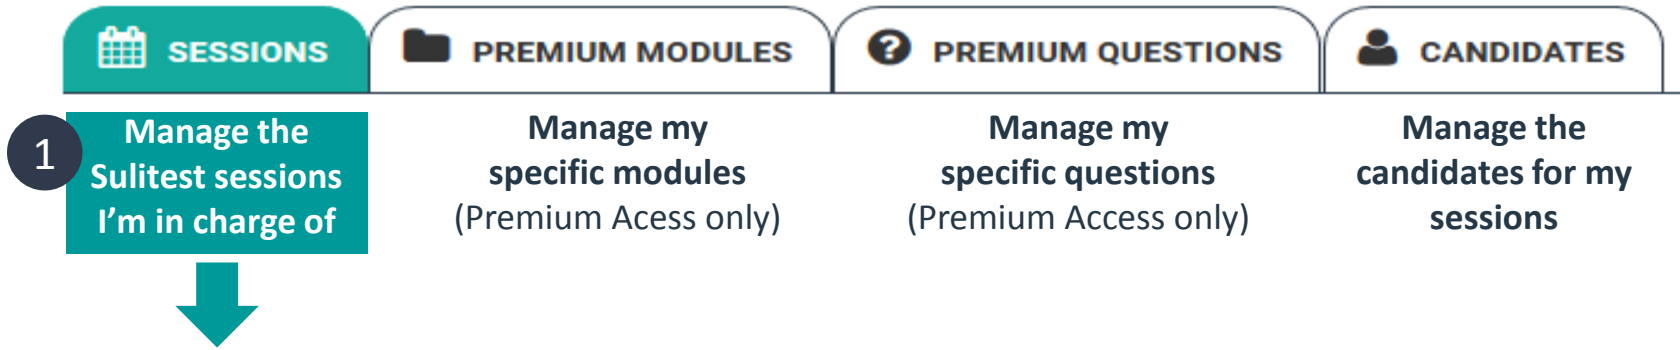 SESSIONS
PREMIUM MODULES
PREMIUM QUESTIONS
CANDIDATES
1
Manage the
Sulitest sessions
I'm in charge of
Manage my
specific modules
(Premium Acess only)
Manage my
specific questions
(Premium Access only)
Manage the
candidates for my
sessions